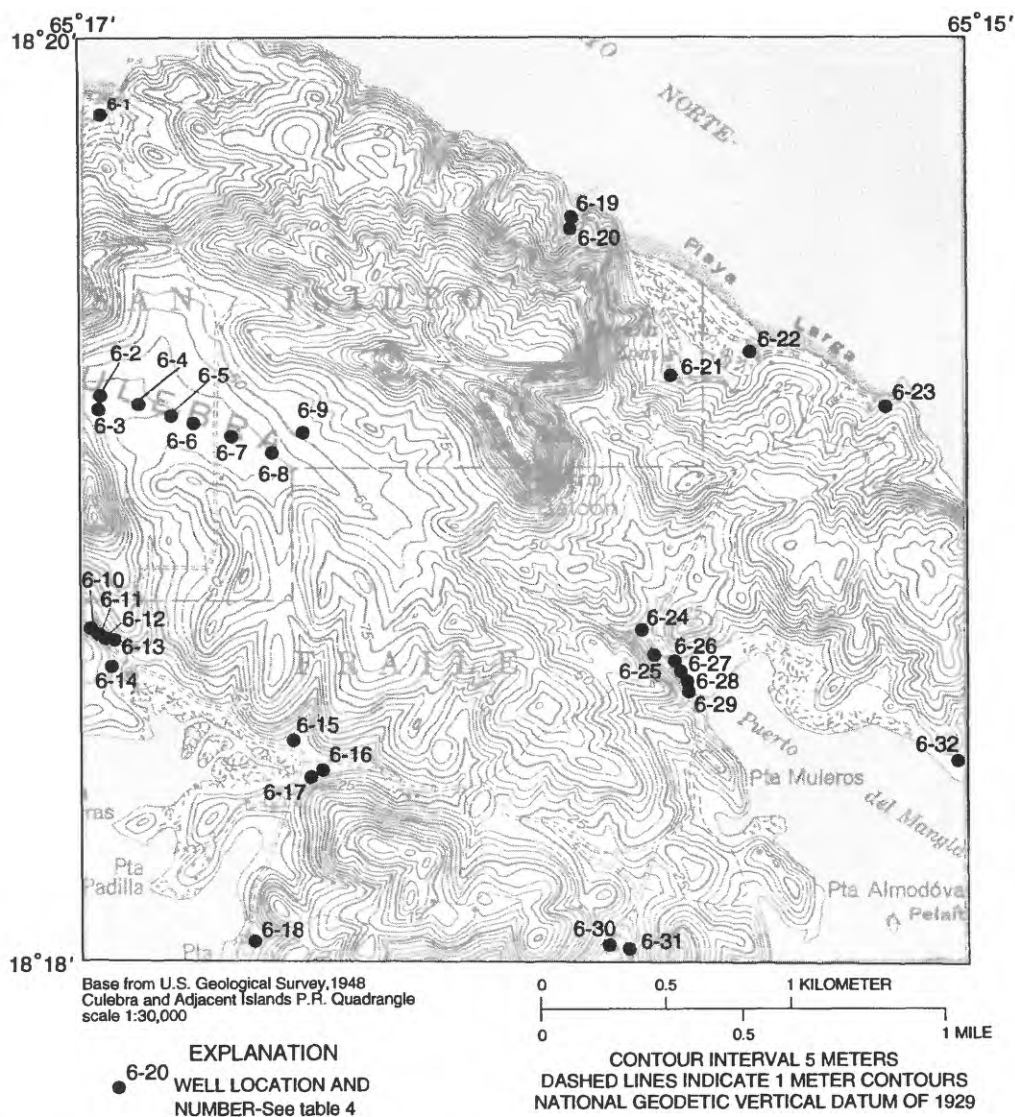 65°17'
65°15'
18°20'
TO
NORTE
6-1
6-19
6-20
Playa
Larga
ISIDRO
6-22
6-21
6-23
6-2
6-4
6-5
6-9
6-3
6-6
6-7
6-8
6-10
6-11
6-12
6-13
6-14
FRAILE
6-24
6-26
6-25
6-27
6-28
6-29
6-15
6-16
6-17
Puerto
del Mangla
6-32
Pta Muleros
ras
Pta
Padilla
Pta Almodóva
6-18
Pta
6-30
6-31
18°18'
Base from U.S. Geological Survey, 1948
Culebra and Adjacent Islands P.R. Quadrangle
scale 1:30,000
0 0.5 1 KILOMETER
0 0.5 1 MILE
EXPLANATION
6-20 WELL LOCATION AND
NUMBER-See table 4
CONTOUR INTERVAL 5 METERS
DASHED LINES INDICATE 1 METER CONTOURS
NATIONAL GEODETIC VERTICAL DATUM OF 1929